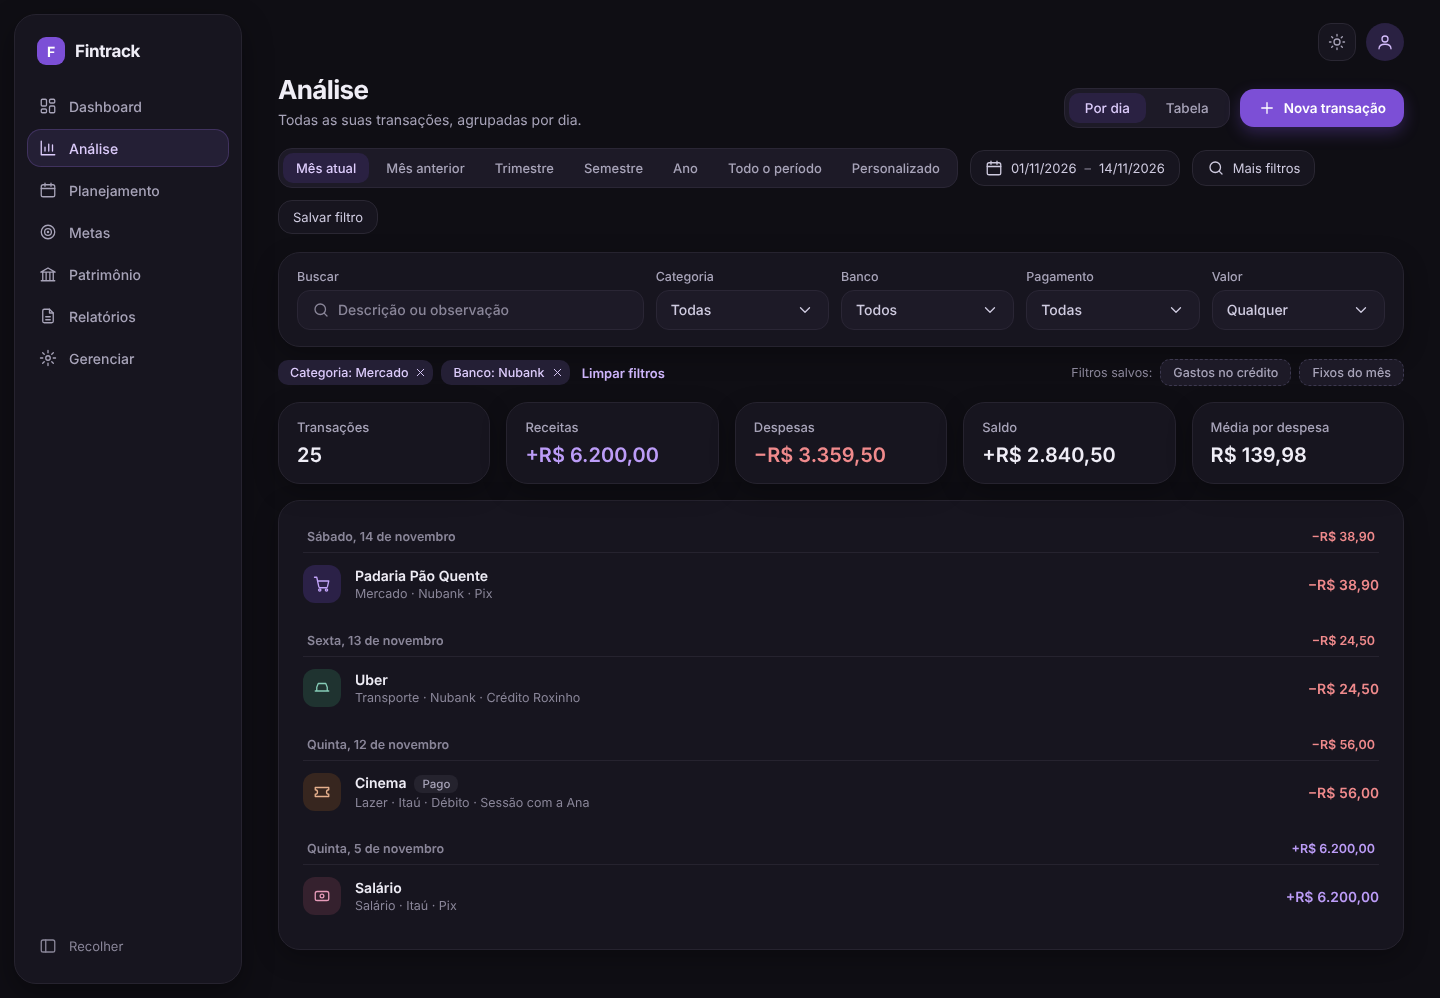 F Fintrack
Dashboard
Análise
Planejamento
Metas
Patrimônio
Relatórios
Gerenciar
Recolher
Análise
Todas as suas transações, agrupadas por dia.
Por dia Tabela Nova transação
Mês atual Mês anterior Trimestre Semestre Ano Todo o período Personalizado 01/11/2026 – 14/11/2026 Mais filtros
Salvar filtro
Buscar Categoria Banco Pagamento Valor
Descrição ou observação Todas Todos Todas Qualquer
Categoria: Mercado × Banco: Nubank × Limpar filtros Filtros salvos: Gastos no crédito Fixos do mês
Transações Receitas Despesas Saldo Média por despesa
25 +R$ 6.200,00 −R$ 3.359,50 +R$ 2.840,50 R$ 139,98
Sábado, 14 de novembro −R$ 38,90
Padaria Pão Quente −R$ 38,90
Mercado · Nubank · Pix
Sexta, 13 de novembro −R$ 24,50
Uber −R$ 24,50
Transporte · Nubank · Crédito Roxinho
Quinta, 12 de novembro −R$ 56,00
Cinema Pago −R$ 56,00
Lazer · Itaú · Débito · Sessão com a Ana
Quinta, 5 de novembro +R$ 6.200,00
Salário +R$ 6.200,00
Salário · Itaú · Pix